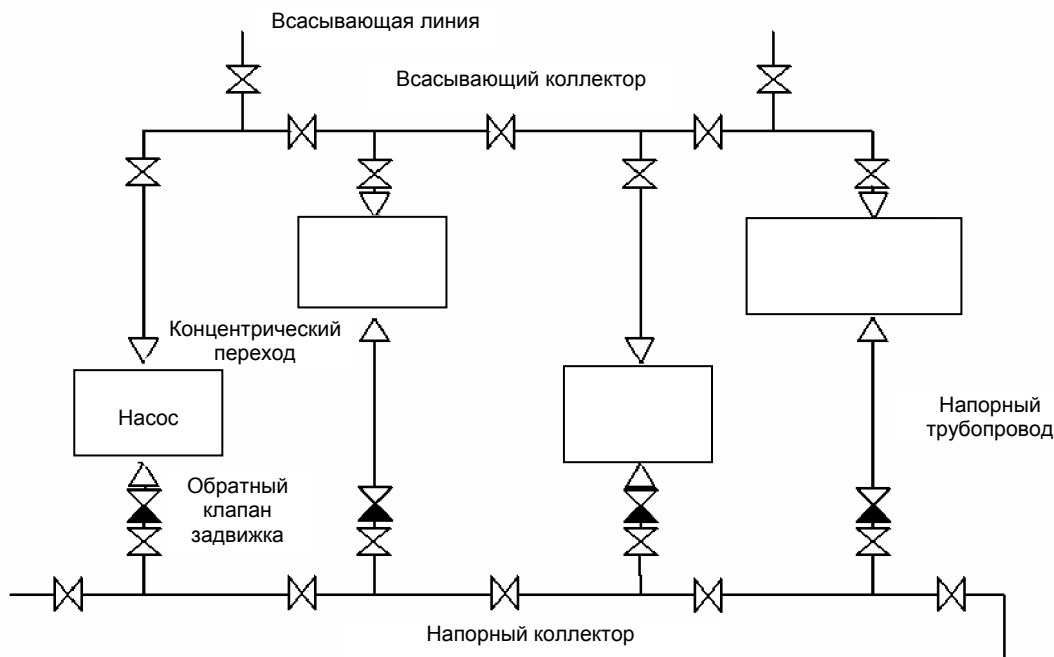 Всасывающая линия
Всасывающий коллектор
Концентрический
переход
Насос
Напорный
трубопровод
Обратный
клапан
задвижка
Напорный коллектор